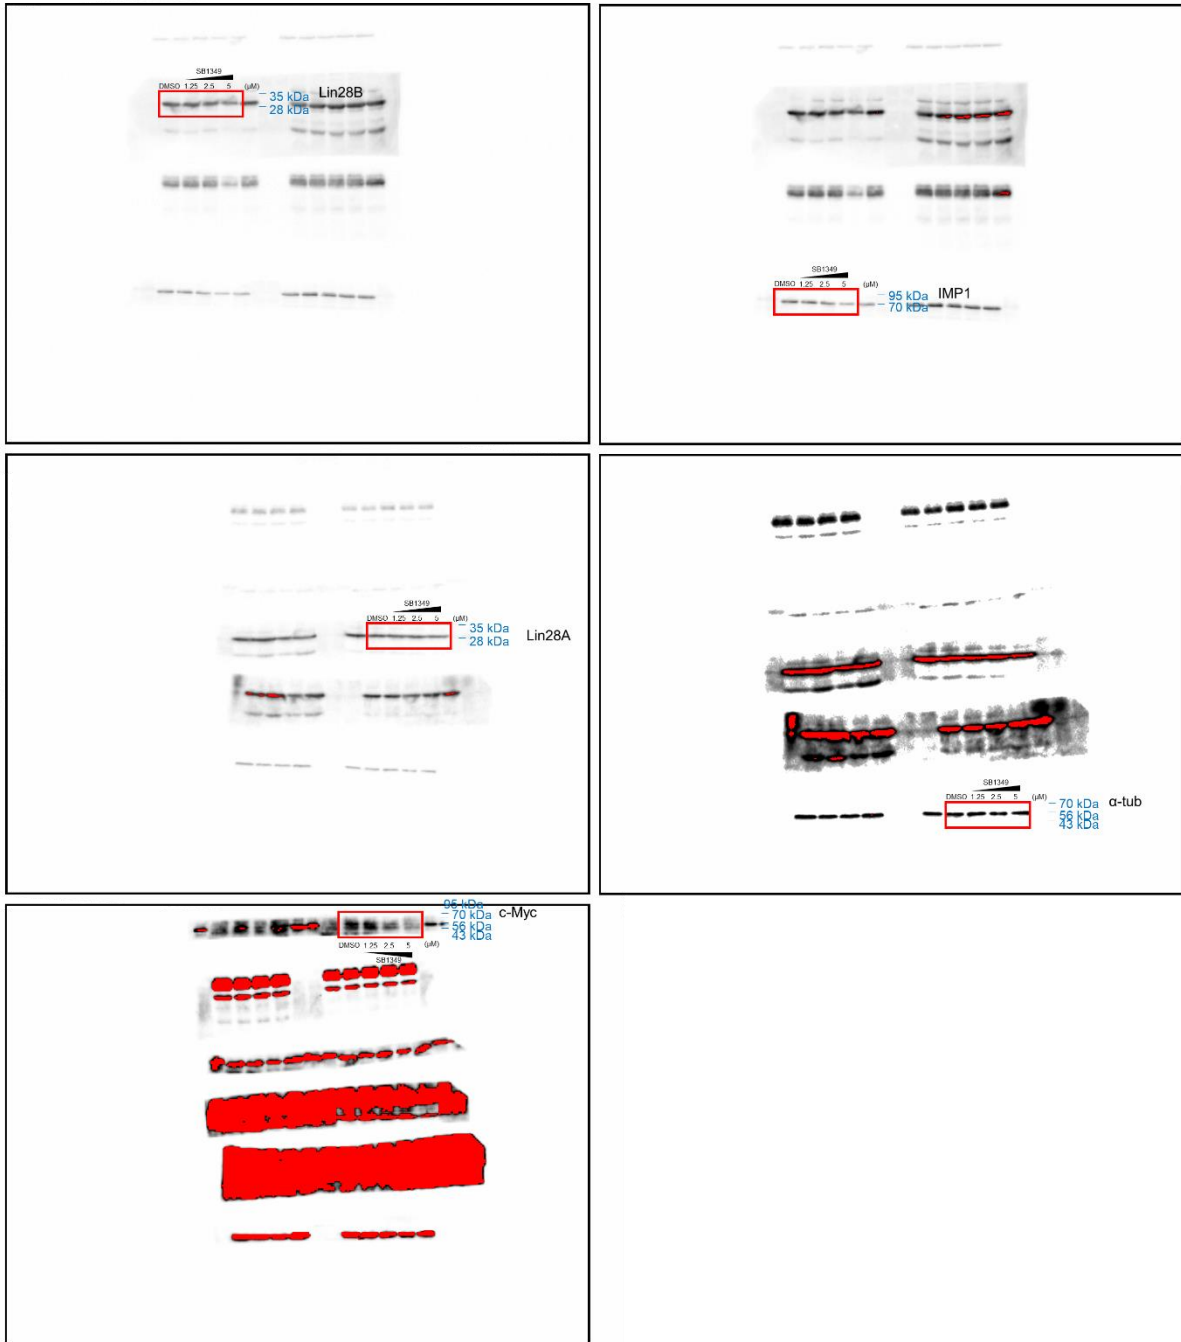 SB1349
DMSO 1.25 2.5 5 (μM)
35 kDa
28 kDa
Lin28B
SB1349
DMSO 1.25 2.5 5 (μM)
95 kDa
70 kDa
IMP1
SB1349
DMSO 1.25 2.5 5 (μM)
35 kDa
28 kDa
Lin28A
SB1349
DMSO 1.25 2.5 5 (μM)
70 kDa
56 kDa
43 kDa
α-tub
95 kDa
70 kDa
56 kDa
43 kDa
c-Myc
DMSO 1.25 2.5 5 (μM)
SB1349